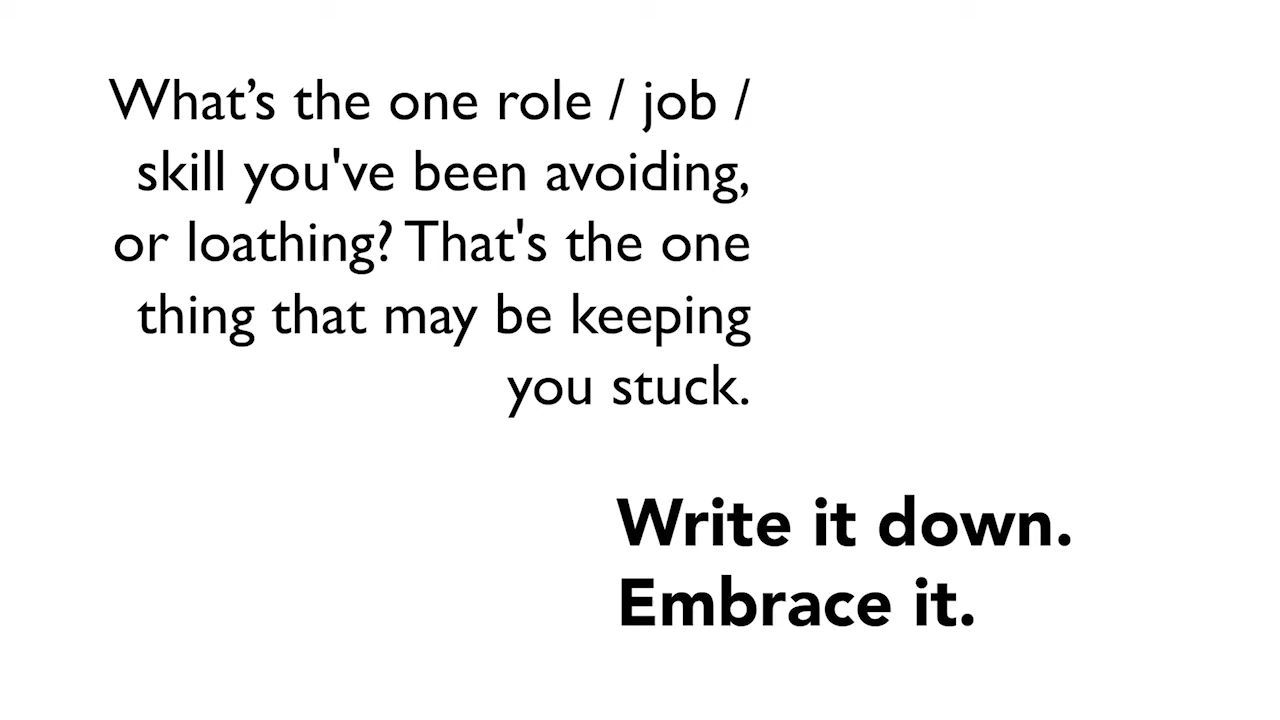 What’s the one role / job /
skill you've been avoiding,
or loathing? That's the one
thing that may be keeping
you stuck.
Write it down.
Embrace it.